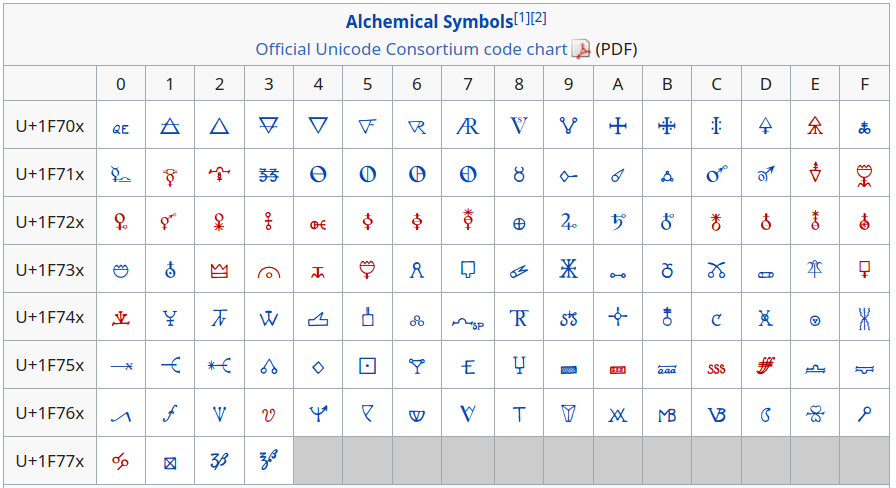 Alchemical Symbols[1][2]
Official Unicode Consortium code chart (PDF)
0 1 2 3 4 5 6 7 8 9 A B C D E F
U+1F70x 🜀 🜁 🜂 🜃 🜄 🜅 🜆 🜇 🜈 🜉 🜊 🜋 🜌 🜍 🜎 🜏
U+1F71x 🜐 🜑 🜒 🜓 🜔 🜕 🜖 🜗 🜘 🜙 🜚 🜛 🜜 🜝 🜞 🜟
U+1F72x 🜠 🜡 🜢 🜣 🜤 🜥 🜦 🜧 🜨 🜩 🜪 🜫 🜬 🜭 🜮 🜯
U+1F73x 🜰 🜱 🜲 🜳 🜴 🜵 🜶 🜷 🜸 🜹 🜺 🜻 🜼 🜽 🜾 🜿
U+1F74x 🝀 🝁 🝂 🝃 🝄 🝅 🝆 🝇 🝈 🝉 🝊 🝋 🝌 🝍 🝎 🝏
U+1F75x 🝐 🝑 🝒 🝓 🝔 🝕 🝖 🝗 🝘 🝙 🝚 🝛 🝜 🝝 🝞 🝟
U+1F76x 🝠 🝡 🝢 🝣 🝤 🝥 🝦 🝧 🝨 🝩 🝪 🝫 🝬 🝭 🝮 🝯
U+1F77x 🝰 🝱 🝲 🝳